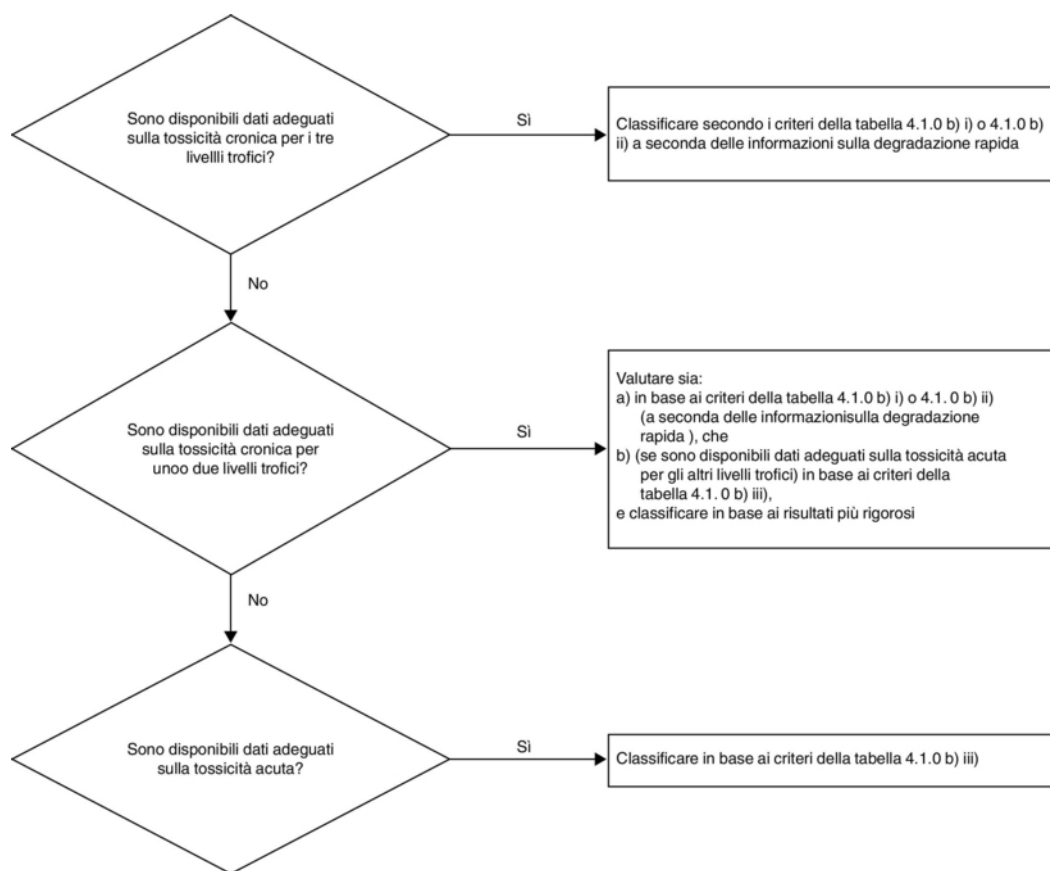 Sono disponibili dati adeguati
sulla tossicità cronica per i tre
livellli trofici?
Sì
Classificare secondo i criteri della tabella 4.1.0 b) i) o 4.1.0 b)
ii) a seconda delle informazioni sulla degradazione rapida
No
Sono disponibili dati adeguati
sulla tossicità cronica per
unoo due livelli trofici?
Sì
Valutare sia:
a) in base ai criteri della tabella 4.1.0 b) i) o 4.1. 0 b) ii)
(a seconda delle informazionisulla degradazione
rapida ), che
b) (se sono disponibili dati adeguati sulla tossicità acuta
per gli altri livelli trofici) in base ai criteri della
tabella 4.1. 0 b) iii),
e classificare in base ai risultati più rigorosi
No
Sono disponibili dati adeguati
sulla tossicità acuta?
Sì
Classificare in base ai criteri della tabella 4.1.0 b) iii)